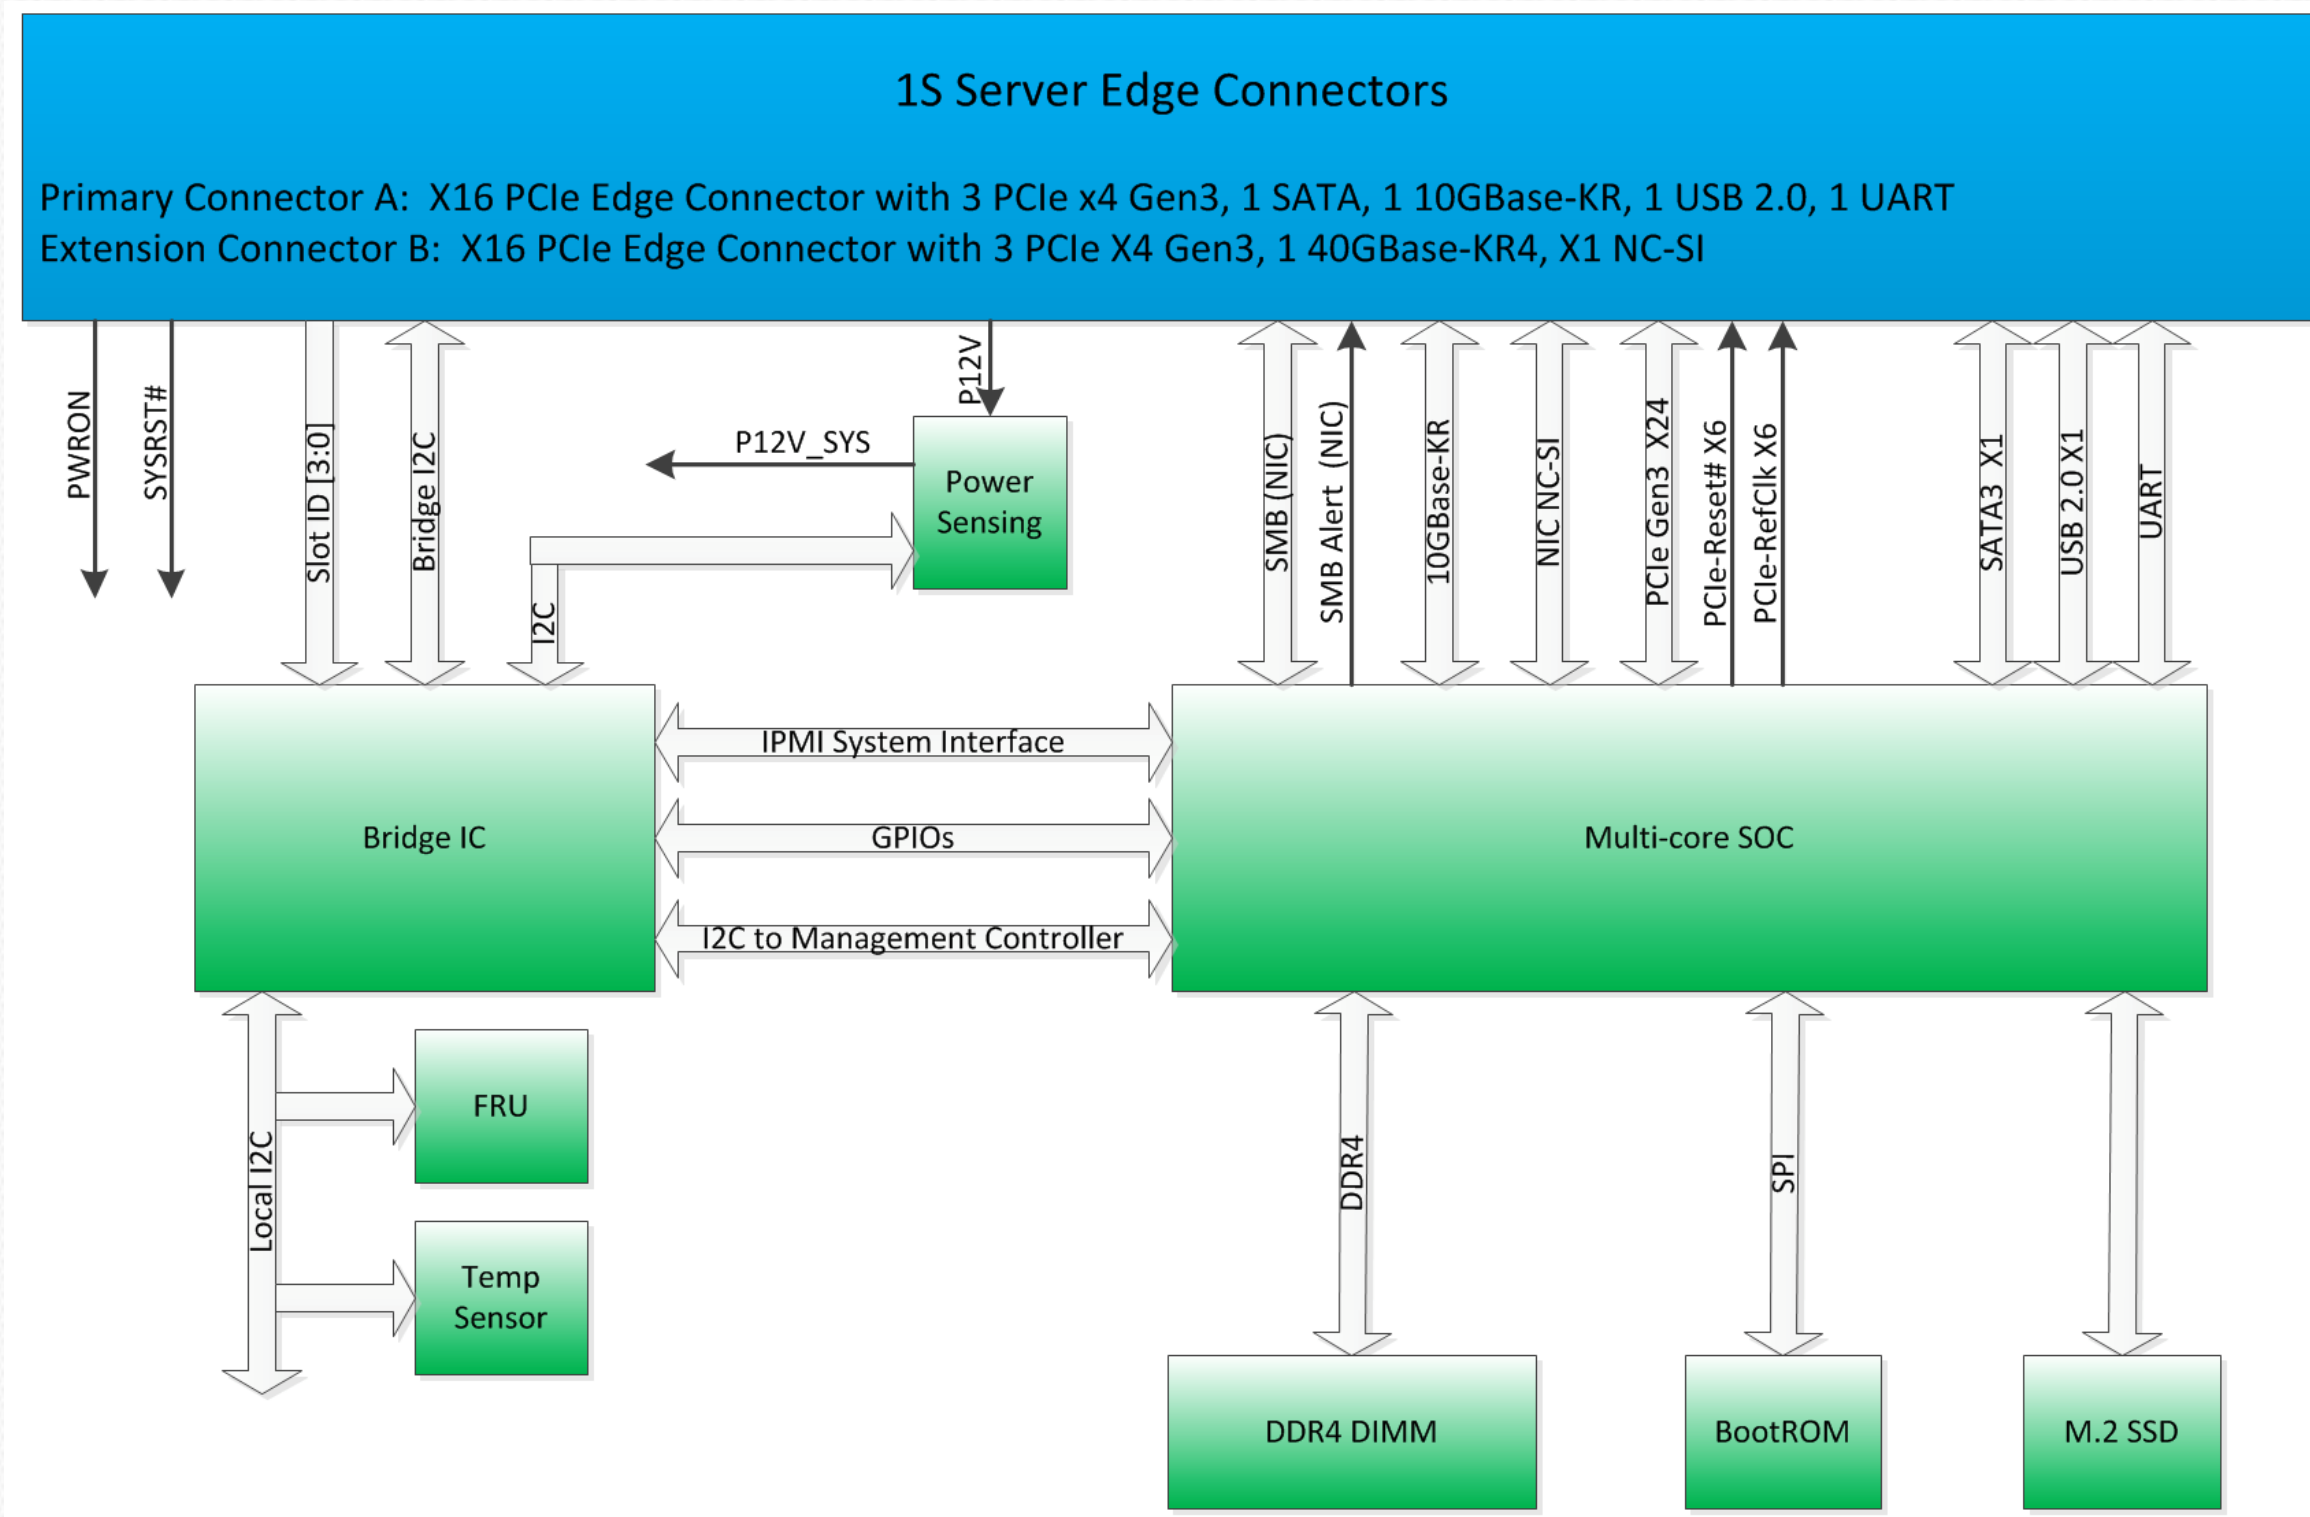 1S Server Edge Connectors
Primary Connector A:  X16 PCIe Edge Connector with 3 PCIe x4 Gen3, 1 SATA, 1 10GBase-KR, 1 USB 2.0, 1 UART
Extension Connector B:  X16 PCIe Edge Connector with 3 PCIe X4 Gen3, 1 40GBase-KR4, X1 NC-SI
PWRON
SYSRST#
Slot ID [3:0]
Bridge I2C
I2C
P12V
P12V_SYS
Power
Sensing
SMB (NIC)
SMB Alert  (NIC)
10GBase-KR
NIC NC-SI
PCIe Gen3  X24
PCIe-Reset# X6
PCIe-RefClk X6
SATA3  X1
USB 2.0 X1
UART
Bridge IC
IPMI System Interface
GPIOs
I2C to Management Controller
Multi-core SOC
Local I2C
FRU
Temp
Sensor
DDR4
SPI
DDR4 DIMM
BootROM
M.2 SSD